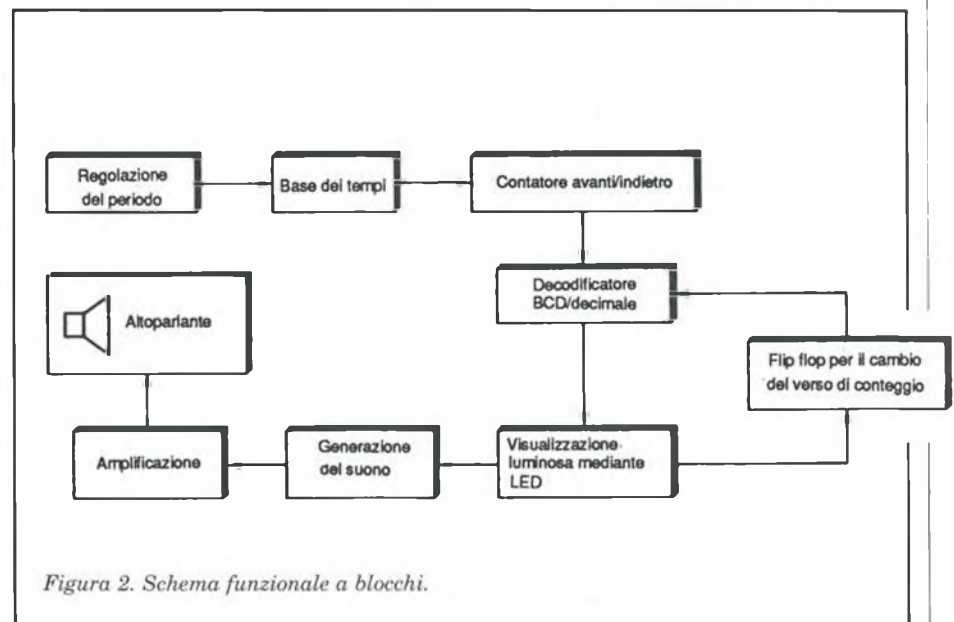 Regolazione
del periodo
Base dei tempi
Contatore avanti/indietro
Altoparlante
Decodificatore
BCD/decimale
Flip flop per il cambio
del verso di conteggio
Amplificazione
Generazione
del suono
Visualizzazione
luminosa mediante
LED
Figura 2. Schema funzionale a blocchi.